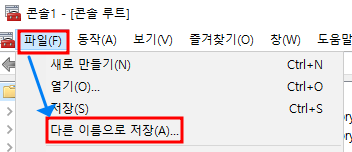 콘솔1 - [콘솔 루트]
파일(F) 동작(A) 보기(V) 즐겨찾기(O) 창(W) 도움말
새로 만들기(N) Ctrl+N
열기(O)... Ctrl+O
저장(S) Ctrl+S
다른 이름으로 저장(A)...